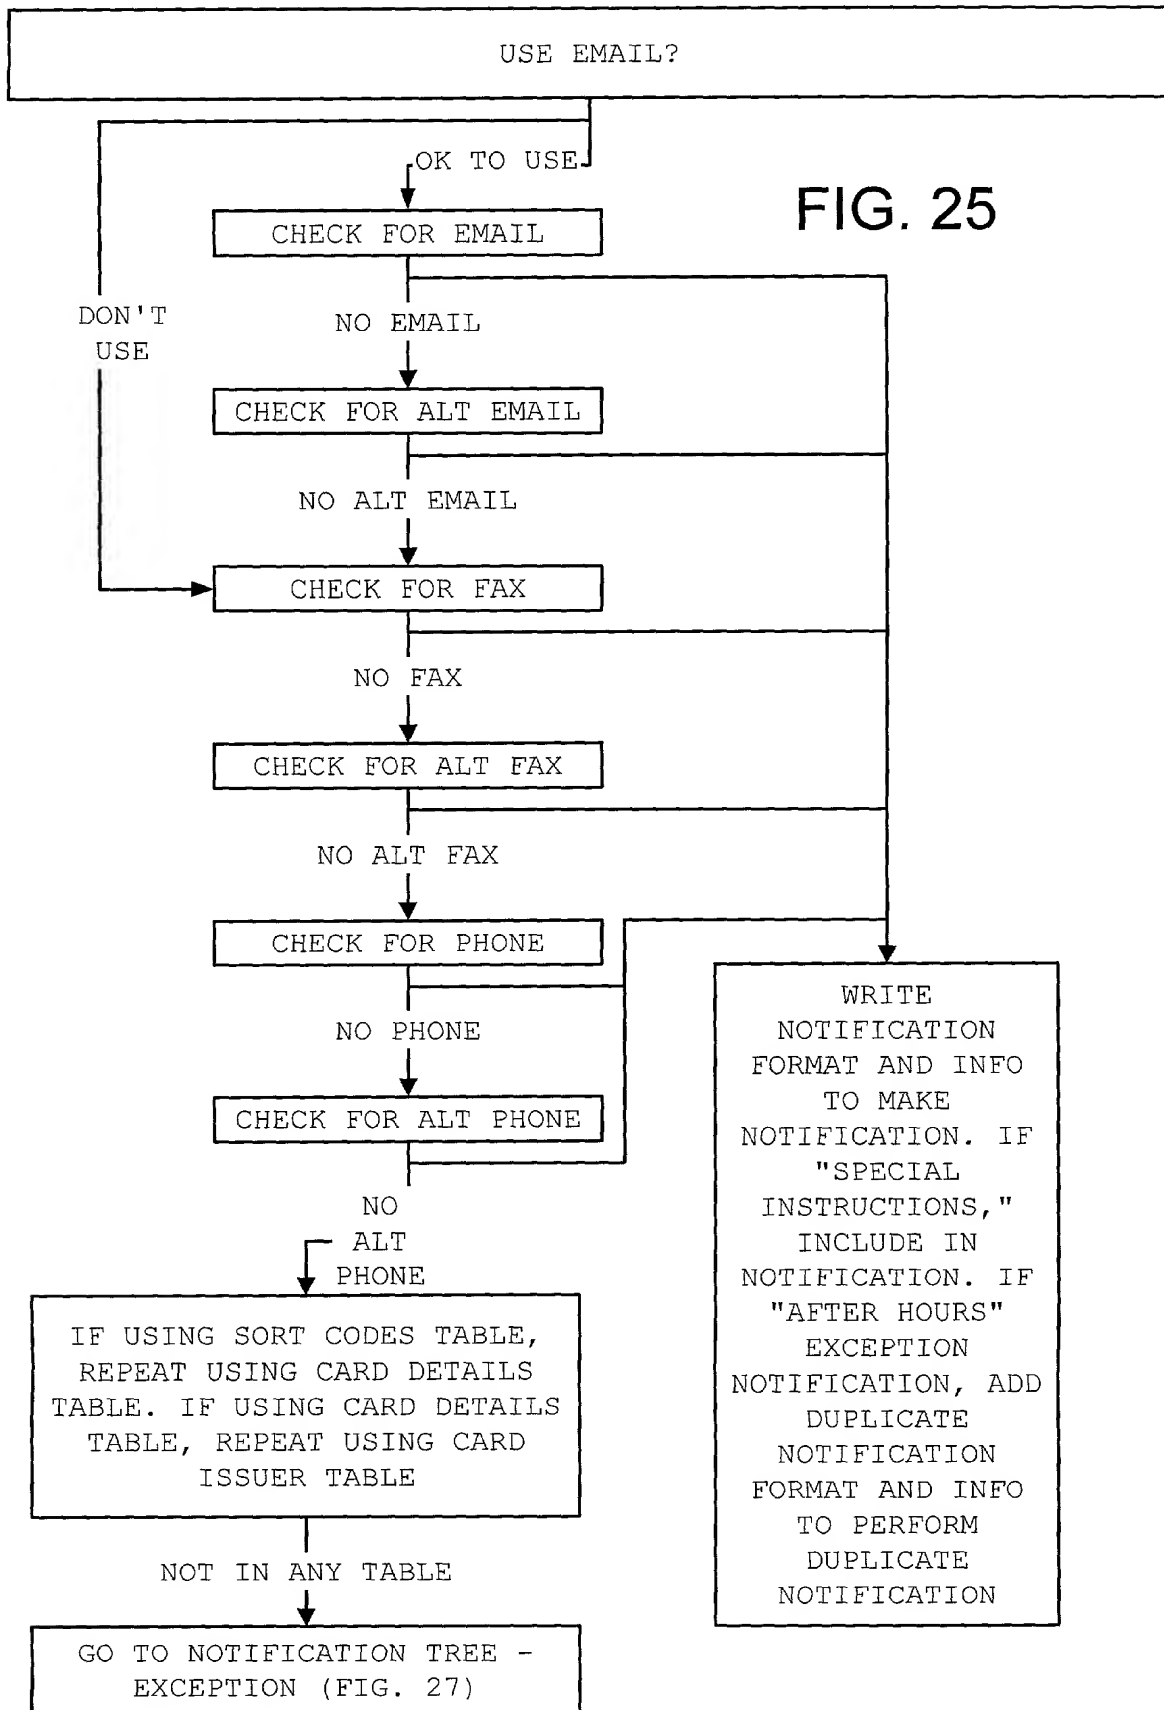 USE EMAIL?
OK TO USE
FIG. 25
CHECK FOR EMAIL
DON'T
USE
NO EMAIL
CHECK FOR ALT EMAIL
NO ALT EMAIL
CHECK FOR FAX
NO FAX
CHECK FOR ALT FAX
NO ALT FAX
CHECK FOR PHONE
NO PHONE
CHECK FOR ALT PHONE
NO
ALT
PHONE
IF USING SORT CODES TABLE,
REPEAT USING CARD DETAILS
TABLE. IF USING CARD DETAILS
TABLE, REPEAT USING CARD
ISSUER TABLE
NOT IN ANY TABLE
GO TO NOTIFICATION TREE -
EXCEPTION (FIG. 27)
WRITE
NOTIFICATION
FORMAT AND INFO
TO MAKE
NOTIFICATION. IF
"SPECIAL
INSTRUCTIONS,"
INCLUDE IN
NOTIFICATION. IF
"AFTER HOURS"
EXCEPTION
NOTIFICATION, ADD
DUPLICATE
NOTIFICATION
FORMAT AND INFO
TO PERFORM
DUPLICATE
NOTIFICATION